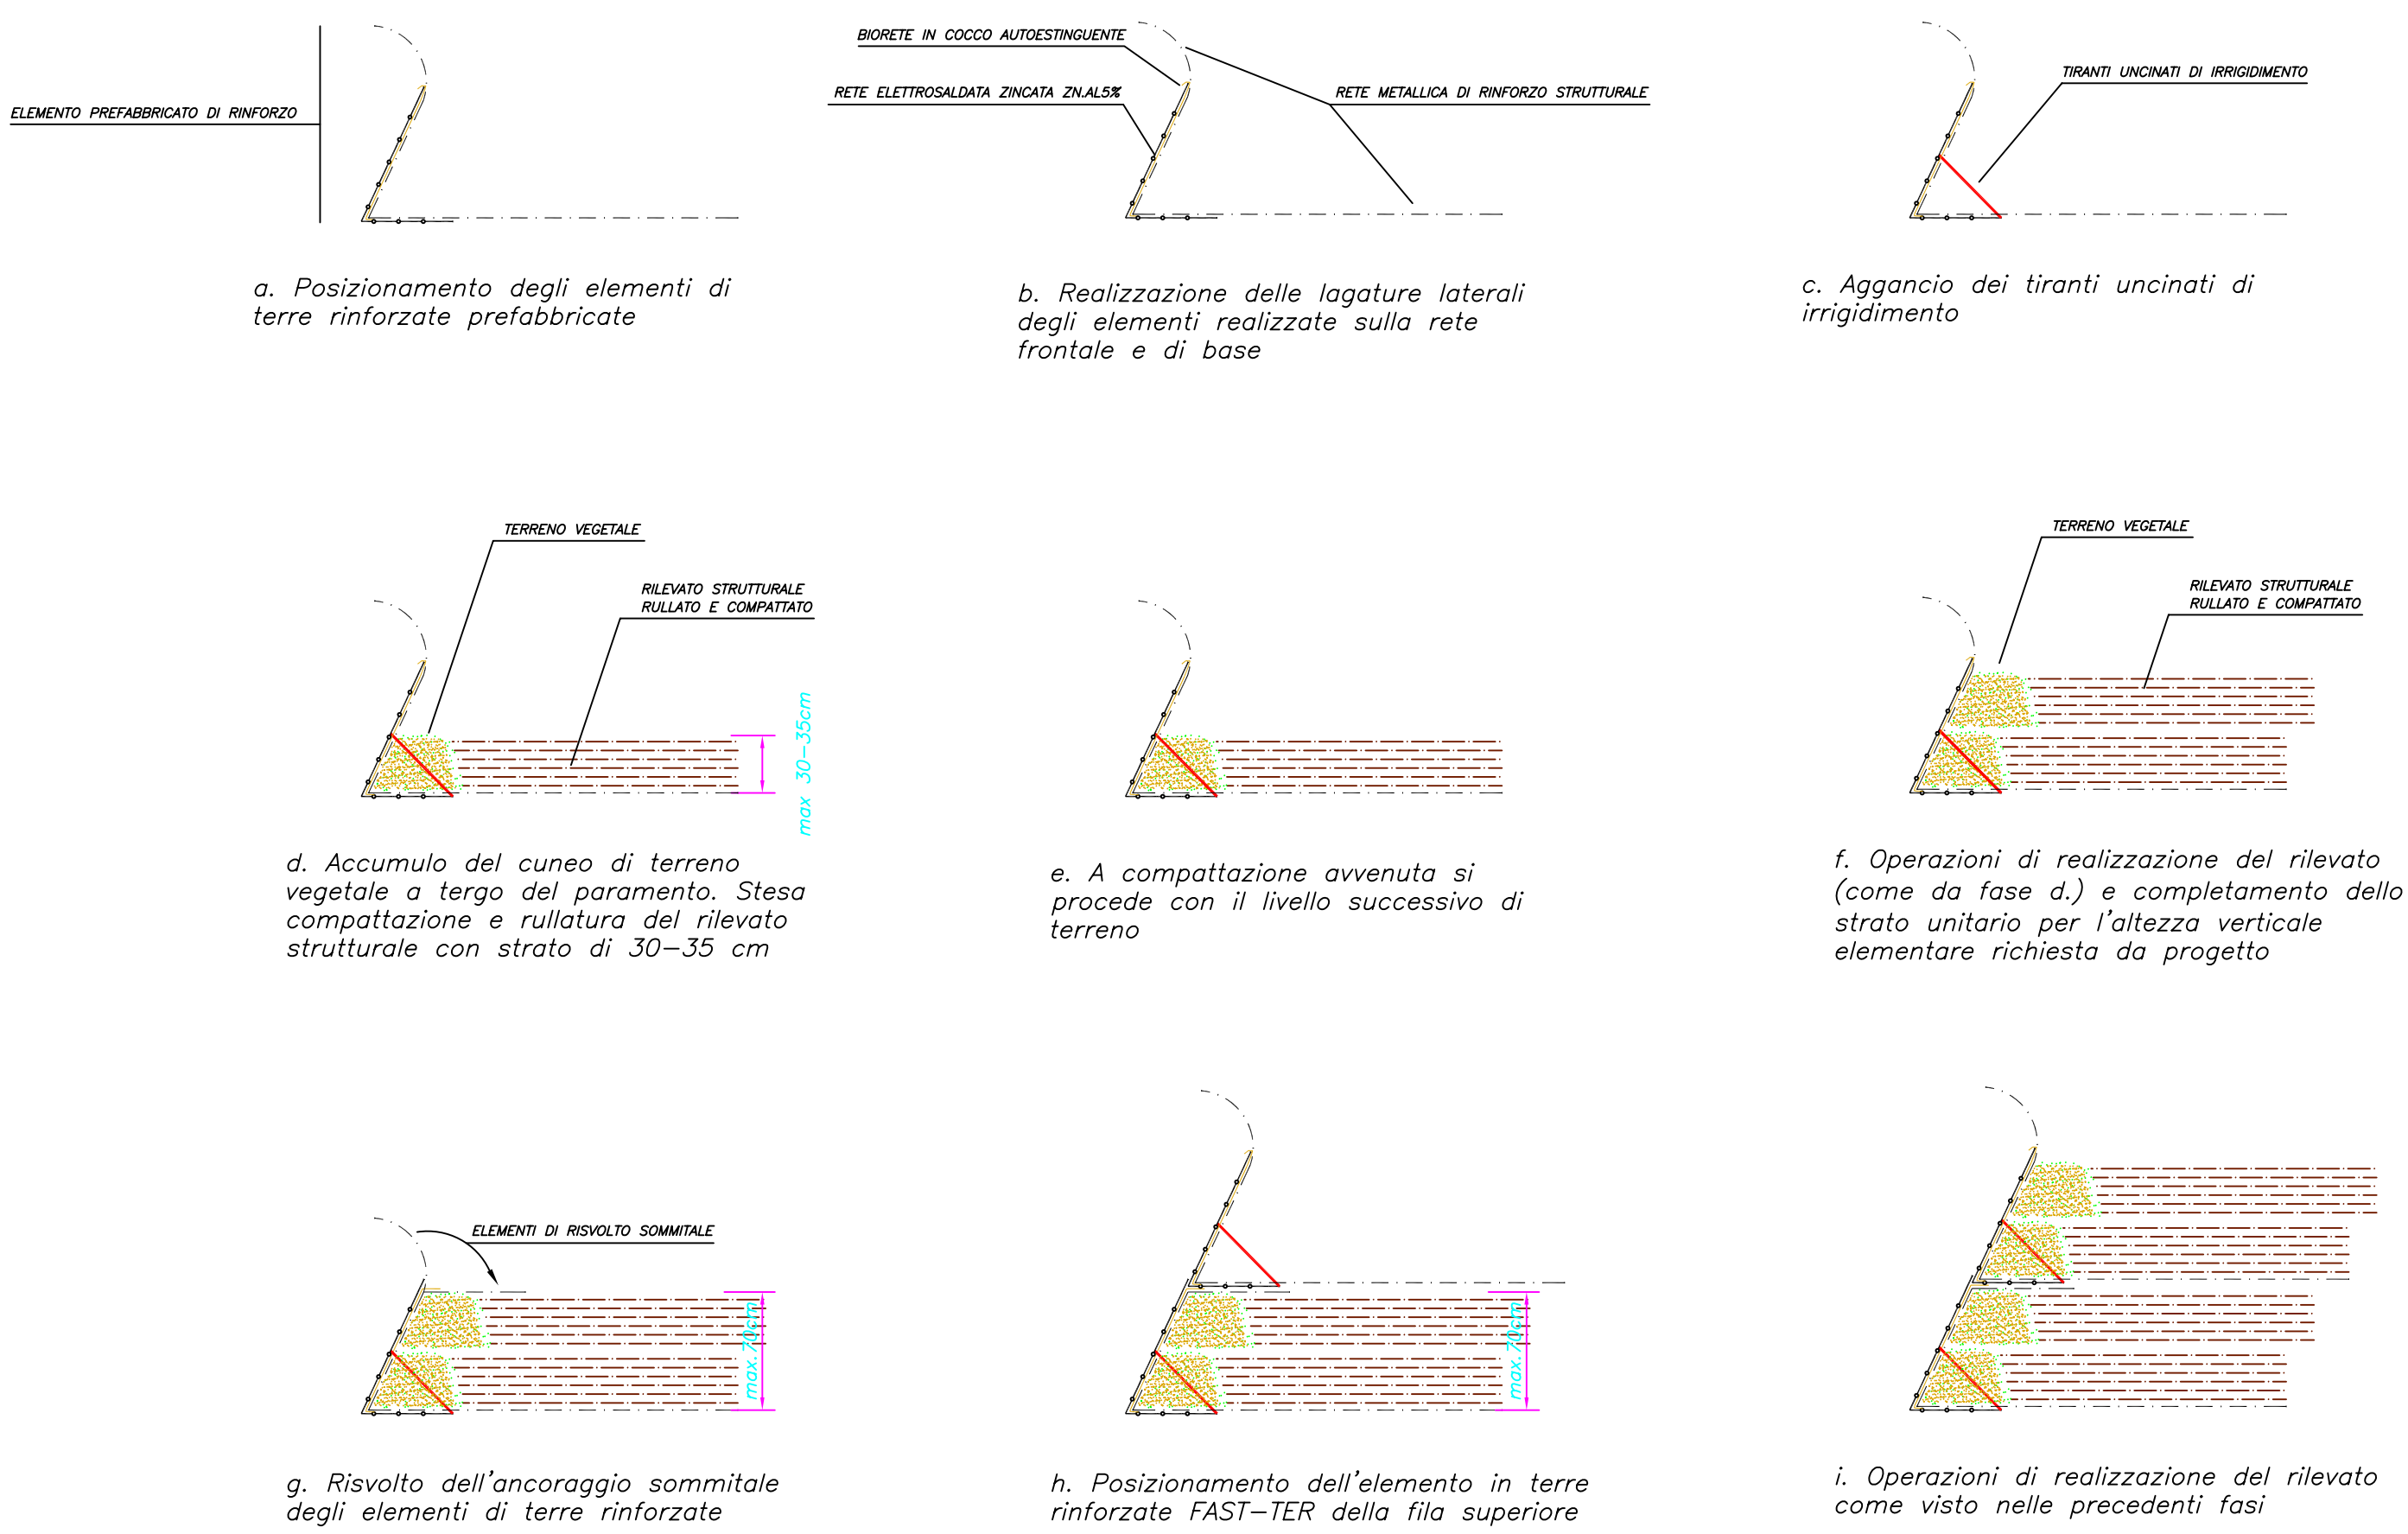 ELEMENTO PREFABBRICATO DI RINFORZO
a. Posizionamento degli elementi di
terre rinforzate prefabbricate
BIORETE IN COCCO AUTOESTINGUENTE
RETE ELETTROSALDATA ZINCATA ZN.AL5%
RETE METALLICA DI RINFORZO STRUTTURALE
b. Realizzazione delle lagature laterali
degli elementi realizzate sulla rete
frontale e di base
TIRANTI UNCINATI DI IRRIGIDIMENTO
c. Aggancio dei tiranti uncinati di
irrigidimento
TERRENO VEGETALE
RILEVATO STRUTTURALE
RULLATO E COMPATTATO
max 30-35cm
d. Accumulo del cuneo di terreno
vegetale a tergo del paramento. Stesa
compattazione e rullatura del rilevato
strutturale con strato di 30-35 cm
e. A compattazione avvenuta si
procede con il livello successivo di
terreno
TERRENO VEGETALE
RILEVATO STRUTTURALE
RULLATO E COMPATTATO
f. Operazioni di realizzazione del rilevato
(come da fase d.) e completamento dello
strato unitario per l'altezza verticale
elementare richiesta da progetto
ELEMENTI DI RISVOLTO SOMMITALE
max.70cm
g. Risvolto dell'ancoraggio sommitale
degli elementi di terre rinforzate
max.70cm
h. Posizionamento dell'elemento in terre
rinforzate FAST-TER della fila superiore
i. Operazioni di realizzazione del rilevato
come visto nelle precedenti fasi